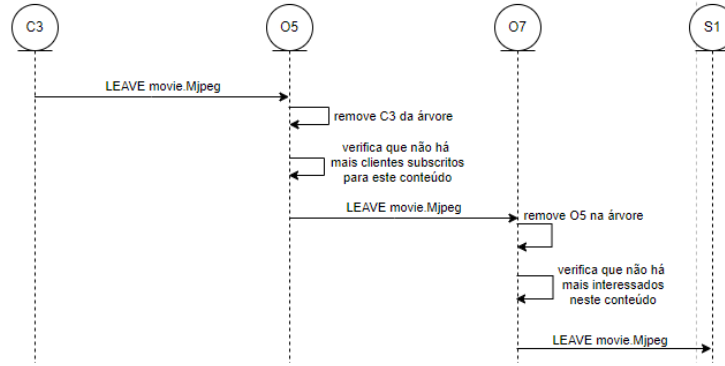 C3
O5
O7
S1
LEAVE movie.Mjpeg
remove C3 da árvore
verifica que não há
mais clientes subscritos
para este conteúdo
LEAVE movie.Mjpeg
remove O5 na árvore
verifica que não há
mais interessados
neste conteúdo
LEAVE movie.Mjpeg